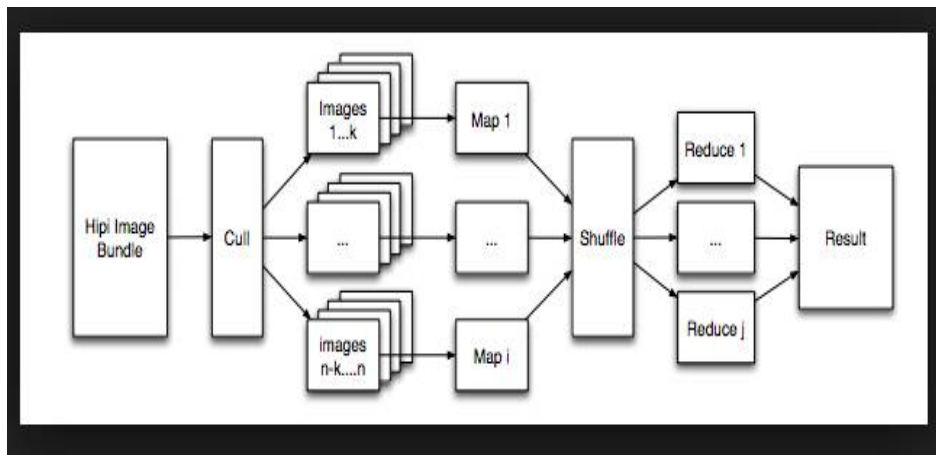 Hipi Image
Bundle
Cull
Images
1...k
...
images
n-k....n
Map 1
...
Map i
Shuffle
Reduce 1
...
Reduce j
Result